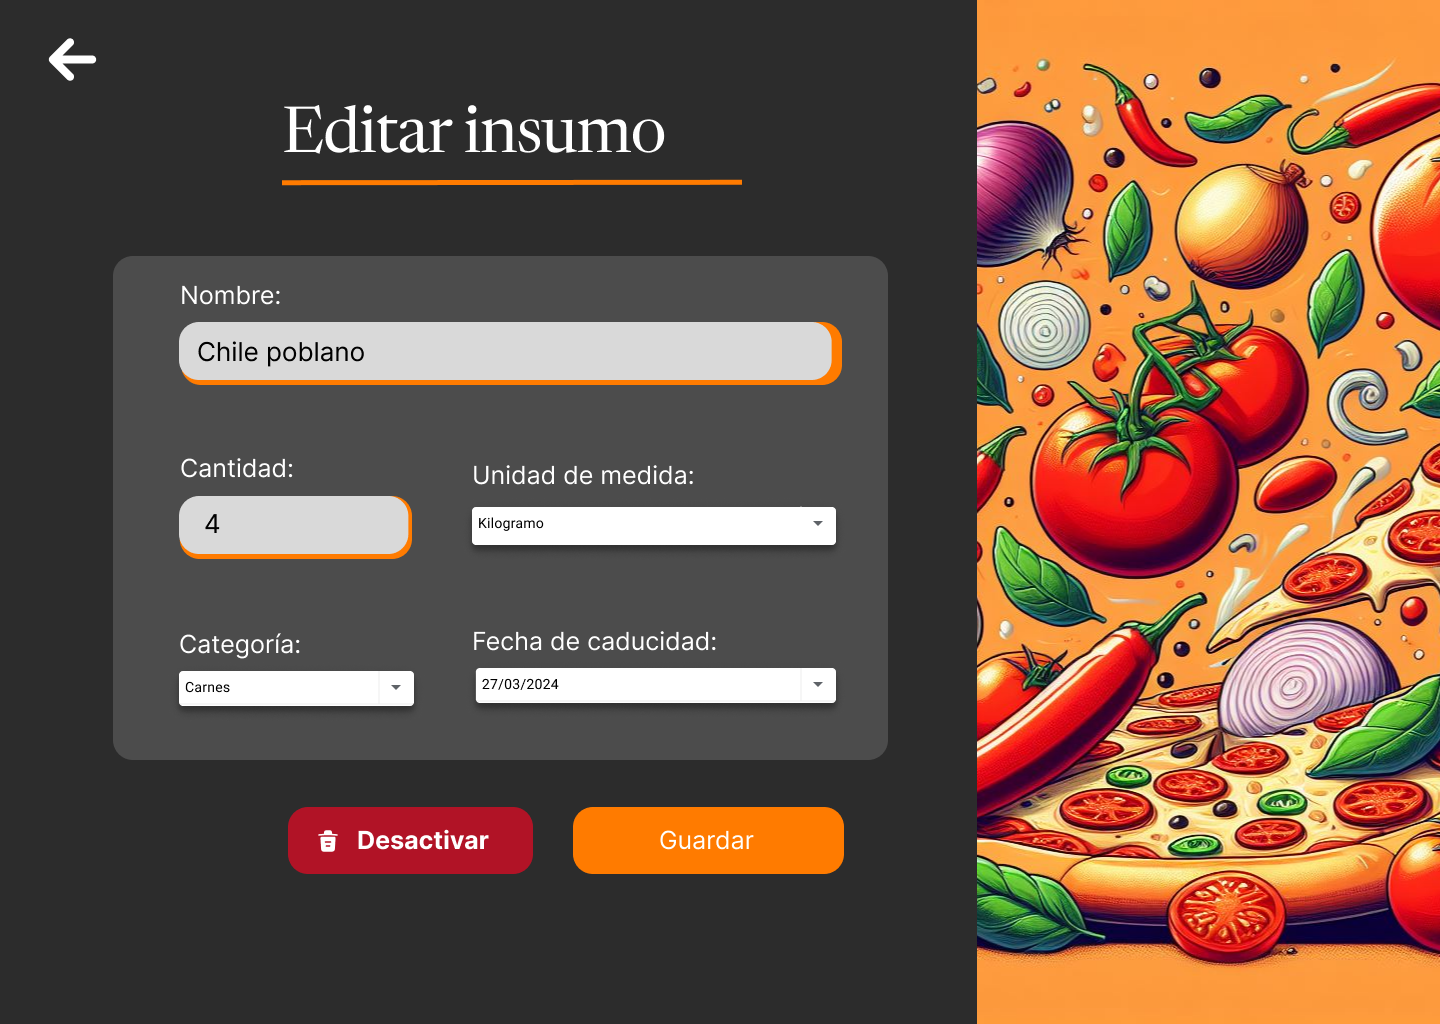 Editar insumo
Nombre:
Chile poblano
Cantidad:
Unidad de medida:
4
Kilogramo
Categoría:
Fecha de caducidad:
Carnes
27/03/2024
Desactivar
Guardar